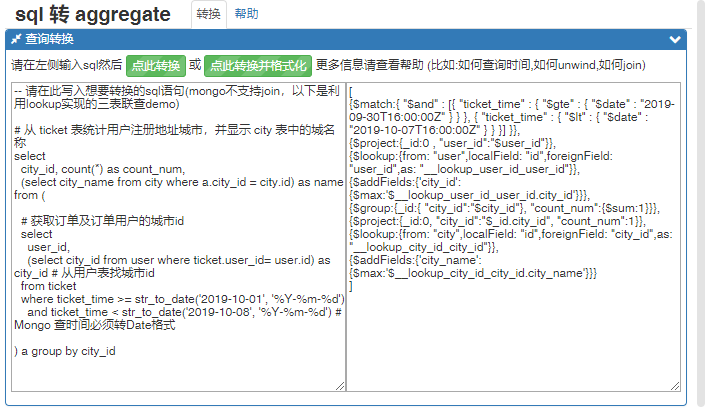 sql 转 aggregate
转换
帮助
查询转换
请在左侧输入sql然后 点此转换 或 点此转换并格式化 更多信息请查看帮助 (比如:如何查询时间,如何unwind,如何join)
-- 请在此写入想要转换的sql语句(mongo不支持join，以下是利
用lookup实现的三表联查demo)
# 从 ticket 表统计用户注册地址城市，并显示 city 表中的城名
称
select
city_id, count(*) as count_num,
(select city_name from city where a.city_id = city.id) as name
from (
# 获取订单及订单用户的城市id
select
user_id,
(select city_id from user where ticket.user_id= user.id) as
city_id # 从用户表找城市id
from ticket
where ticket_time >= str_to_date('2019-10-01', '%Y-%m-%d')
and ticket_time < str_to_date('2019-10-08', '%Y-%m-%d') #
Mongo 查时间必须转Date格式
) a group by city_id
[
{$match:{ "$and" : [{ "ticket_time" : { "$gte" : { "$date" : "2019-
09-30T16:00:00Z" } } }, { "ticket_time" : { "$lt" : { "$date" :
"2019-10-07T16:00:00Z" } } }] }},
{$project:{_id:0 , "user_id":"$user_id"}},
{$lookup:{from: "user",localField: "id",foreignField:
"user_id",as: "__lookup_user_id_user_id"}},
{$addFields:{'city_id':
{$max:'$__lookup_user_id_user_id.city_id'}}},
{$group:{_id:{ "city_id":"$city_id"}, "count_num":{$sum:1}}},
{$project:{_id:0, "city_id":"$_id.city_id", "count_num":1}},
{$lookup:{from: "city",localField: "id",foreignField: "city_id",as:
"__lookup_city_id_city_id"}},
{$addFields:{'city_name':
{$max:'$__lookup_city_id_city_id.city_name'}}}
]